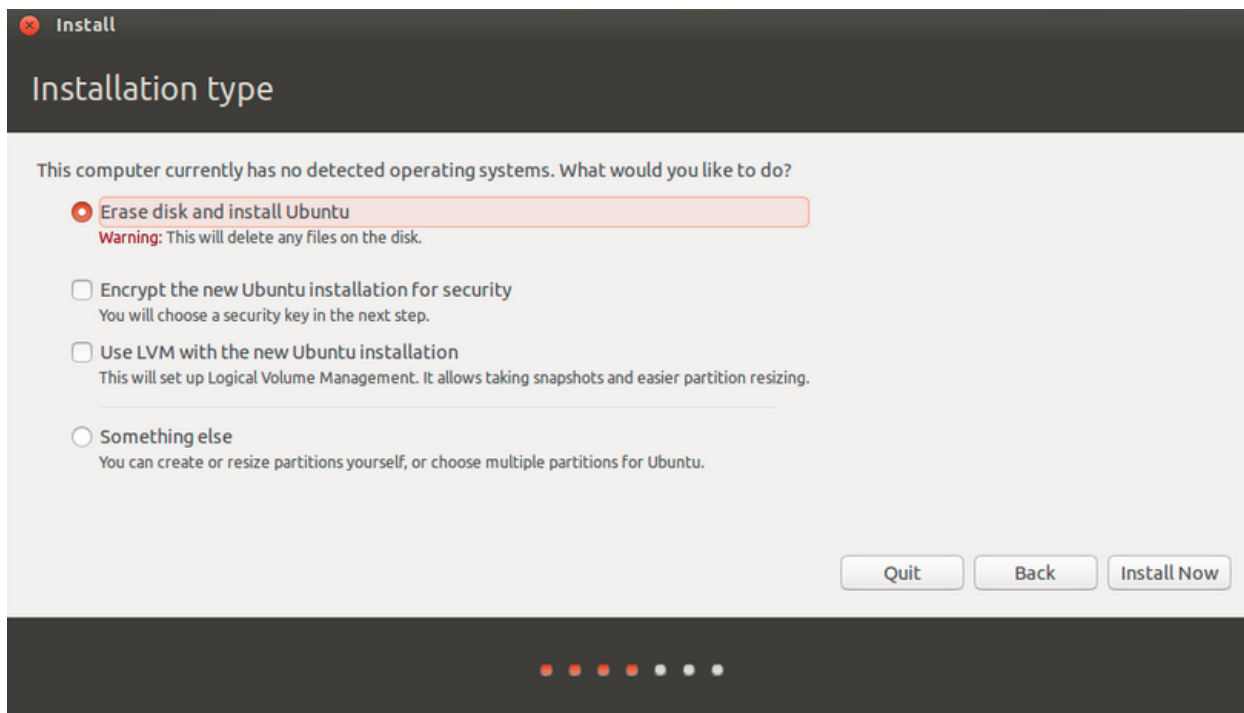 Install
Installation type
This computer currently has no detected operating systems. What would you like to do?
Erase disk and install Ubuntu
Warning: This will delete any files on the disk.
Encrypt the new Ubuntu installation for security
You will choose a security key in the next step.
Use LVM with the new Ubuntu installation
This will set up Logical Volume Management. It allows taking snapshots and easier partition resizing.
Something else
You can create or resize partitions yourself, or choose multiple partitions for Ubuntu.
Quit Back Install Now